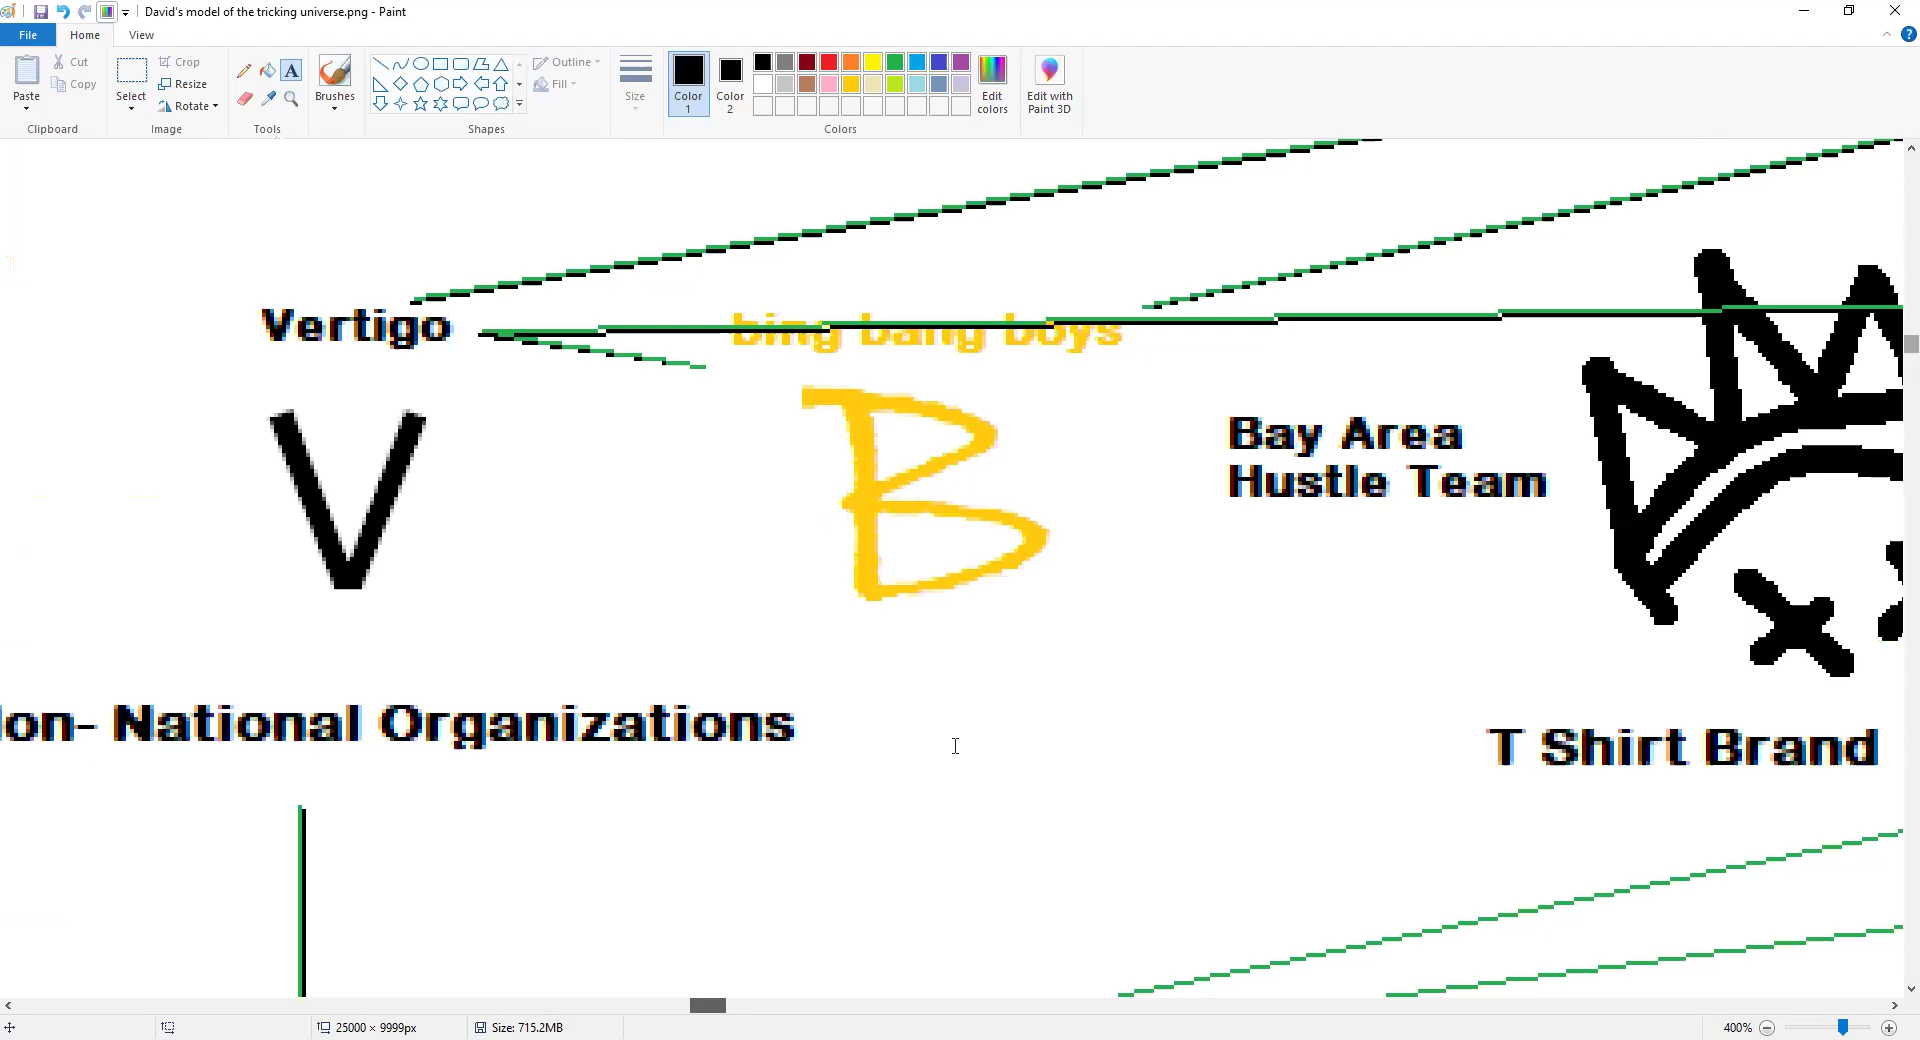 David's model of the tricking universe.png - Paint
File
Home
View
Paste
Cut
Copy
Clipboard
Select
Crop
Resize
Rotate
Image
A
Tools
Brushes
Shapes
Outline
Fill
Size
Color 1
Color 2
Edit colors
Colors
Edit with Paint 3D
?
Vertigo
bing bang boys
V
B
Bay Area
Hustle Team
on- National Organizations
T Shirt Brand
25000 × 9999px
Size: 715.2MB
400%